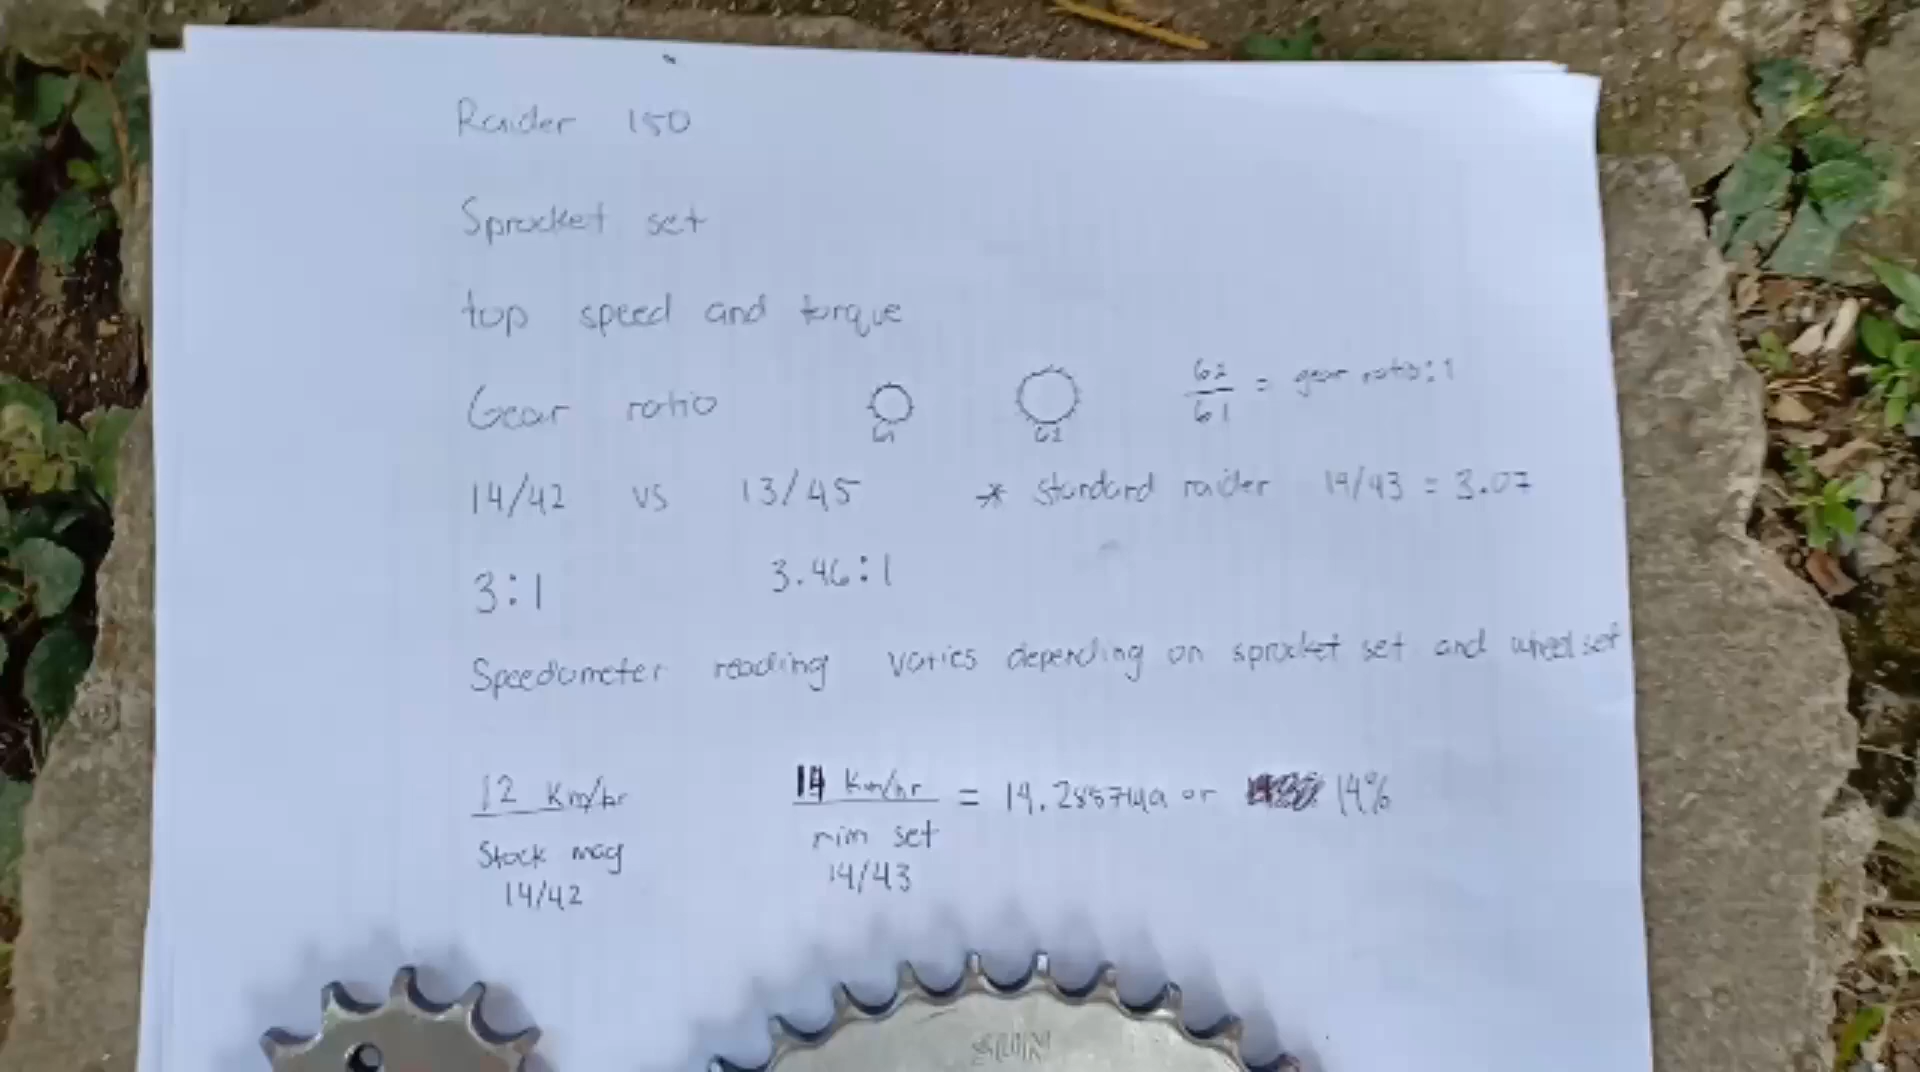 Raider 150
Sprocket set
top speed and torque
Gear ratio G1 G2 G2/G1 = gear ratio:1
14/42 vs 13/45 * standard raider 14/43 = 3.07
3:1 3.46:1
Speedometer reading varies depending on sprocket set and wheel set
12 Km/hr 14 Km/hr = 14.285714 or 14%
Stock mag rim set
14/42 14/43
SUN